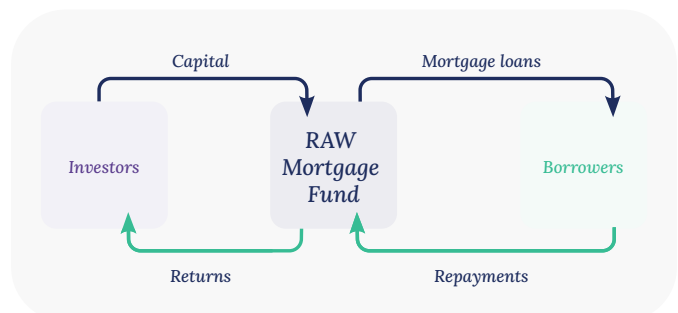 Capital
Mortgage loans
Investors
RAW
Mortgage
Fund
Borrowers
Returns
Repayments